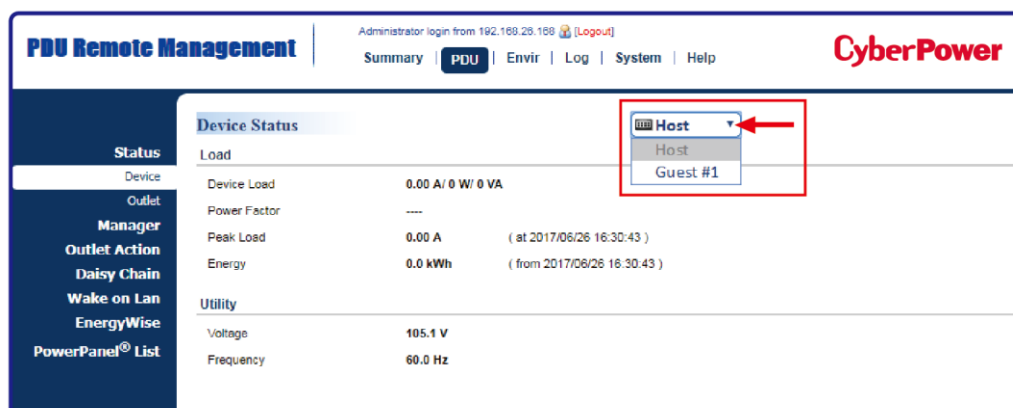 PDU Remote Management
Administrator login from 192.168.26.168 [Logout]
Summary | PDU | Envir | Log | System | Help
CyberPower
Device Status
Host
Host
Guest #1
Status
Device
Outlet
Manager
Outlet Action
Daisy Chain
Wake on Lan
EnergyWise
PowerPanel® List
Load
Device Load 0.00 A/ 0 W/ 0 VA
Power Factor ----
Peak Load 0.00 A ( at 2017/06/26 16:30:43 )
Energy 0.0 kWh ( from 2017/06/26 16:30:43 )
Utility
Voltage 105.1 V
Frequency 60.0 Hz